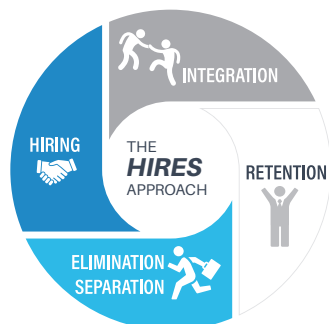 INTEGRATION
HIRING
THE
HIRES
APPROACH
RETENTION
ELIMINATION
SEPARATION